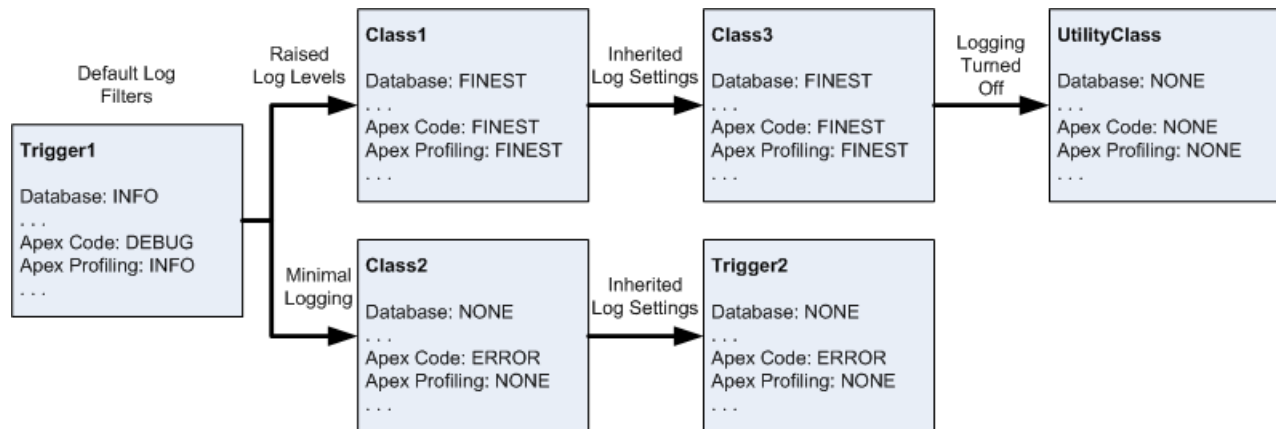 Default Log
Filters
Trigger1
Database: INFO
. . .
Apex Code: DEBUG
Apex Profiling: INFO
. . .
Raised
Log Levels
Class1
Database: FINEST
. . .
Apex Code: FINEST
Apex Profiling: FINEST
. . .
Inherited
Log Settings
Class3
Database: FINEST
. . .
Apex Code: FINEST
Apex Profiling: FINEST
. . .
Logging
Turned
Off
UtilityClass
Database: NONE
. . .
Apex Code: NONE
Apex Profiling: NONE
. . .
Minimal
Logging
Class2
Database: NONE
. . .
Apex Code: ERROR
Apex Profiling: NONE
. . .
Inherited
Log Settings
Trigger2
Database: NONE
. . .
Apex Code: ERROR
Apex Profiling: NONE
. . .